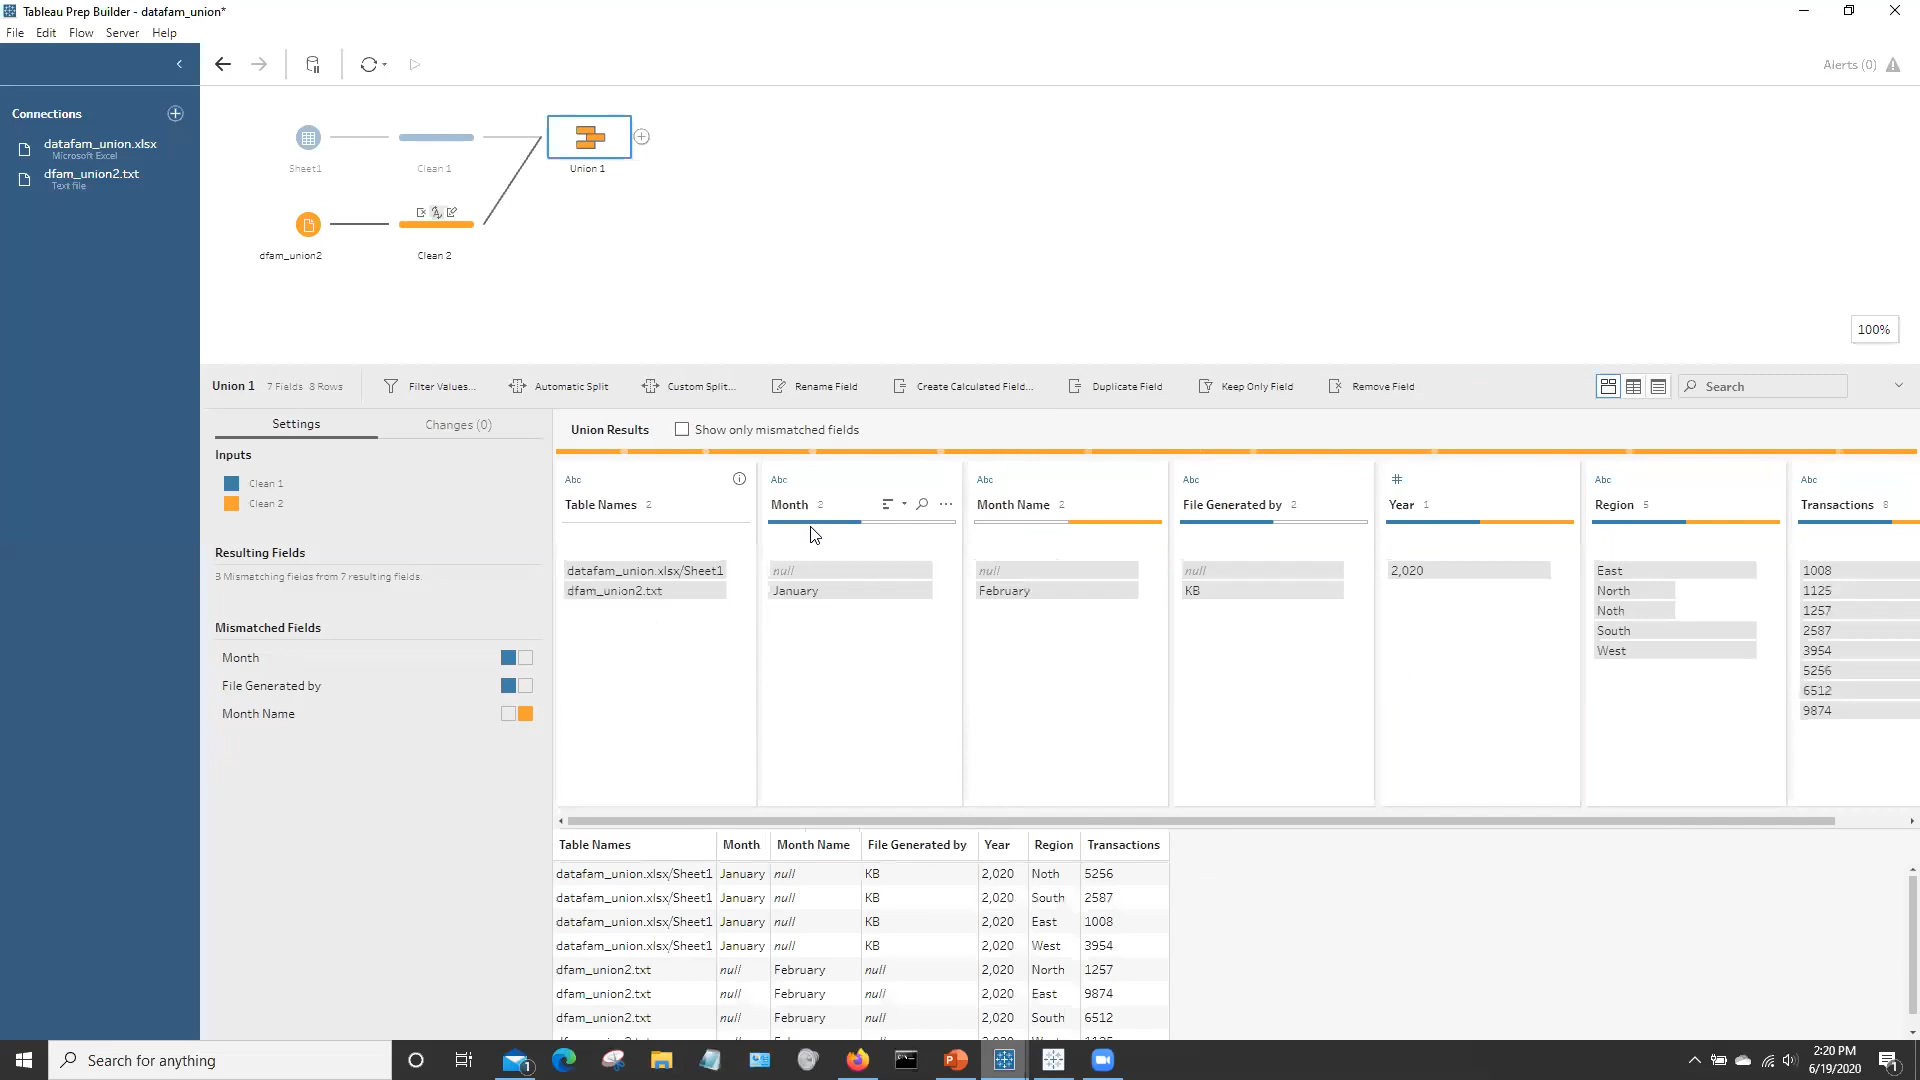 Tableau Prep Builder - datafam_union*
File Edit Flow Server Help
Alerts (0)
Connections
datafam_union.xlsx
Microsoft Excel
dfam_union2.txt
Text file
Sheet1 Clean 1 Union 1
dfam_union2 Clean 2
100%
Union 1 7 Fields 8 Rows Filter Values... Automatic Split Custom Split... Rename Field Create Calculated Field... Duplicate Field Keep Only Field Remove Field Search
Settings Changes (0)
Inputs
Clean 1
Clean 2
Resulting Fields
3 Mismatching fields from 7 resulting fields.
Mismatched Fields
Month
File Generated by
Month Name
Union Results Show only mismatched fields
Abc Abc Abc Abc # Abc Abc
Table Names 2 Month 2 Month Name 2 File Generated by 2 Year 1 Region 5 Transactions 8
datafam_union.xlsx/Sheet1 null null null 2,020 East 1008
dfam_union2.txt January February KB North 1125
Noth 1257
South 2587
West 3954
5256
6512
9874
Table Names Month Month Name File Generated by Year Region Transactions
datafam_union.xlsx/Sheet1 January null KB 2,020 Noth 5256
datafam_union.xlsx/Sheet1 January null KB 2,020 South 2587
datafam_union.xlsx/Sheet1 January null KB 2,020 East 1008
datafam_union.xlsx/Sheet1 January null KB 2,020 West 3954
dfam_union2.txt null February null 2,020 North 1257
dfam_union2.txt null February null 2,020 East 9874
dfam_union2.txt null February null 2,020 South 6512
Search for anything
1
2:20 PM
6/19/2020
1